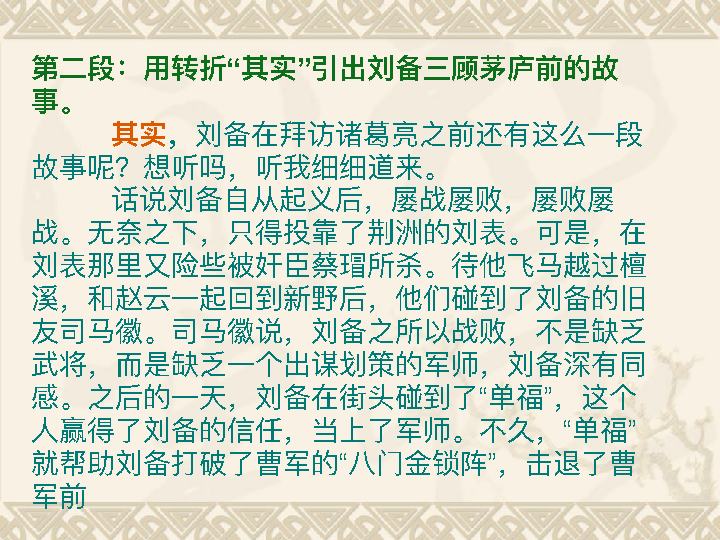 第二段：用转折“其实”引出刘备三顾茅庐前的故
事。
其实，刘备在拜访诸葛亮之前还有这么一段
故事呢？想听吗，听我细细道来。
话说刘备自从起义后，屡战屡败，屡败屡
战。无奈之下，只得投靠了荆洲的刘表。可是，在
刘表那里又险些被奸臣蔡瑁所杀。待他飞马越过檀
溪，和赵云一起回到新野后，他们碰到了刘备的旧
友司马徽。司马徽说，刘备之所以战败，不是缺乏
武将，而是缺乏一个出谋划策的军师，刘备深有同
感。之后的一天，刘备在街头碰到了“单福”，这个
人赢得了刘备的信任，当上了军师。不久，“单福”
就帮助刘备打破了曹军的“八门金锁阵”，击退了曹
军前